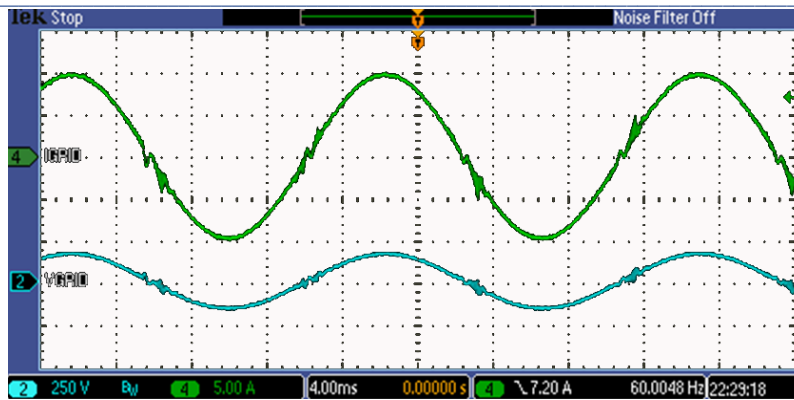 Tek Stop Noise Filter Off
4 IGRID
2 VGRID
2 250 V BW 4 5.00 A 4.00ms 0.00000 s 4 7.20 A 60.0048 Hz 22:29:18